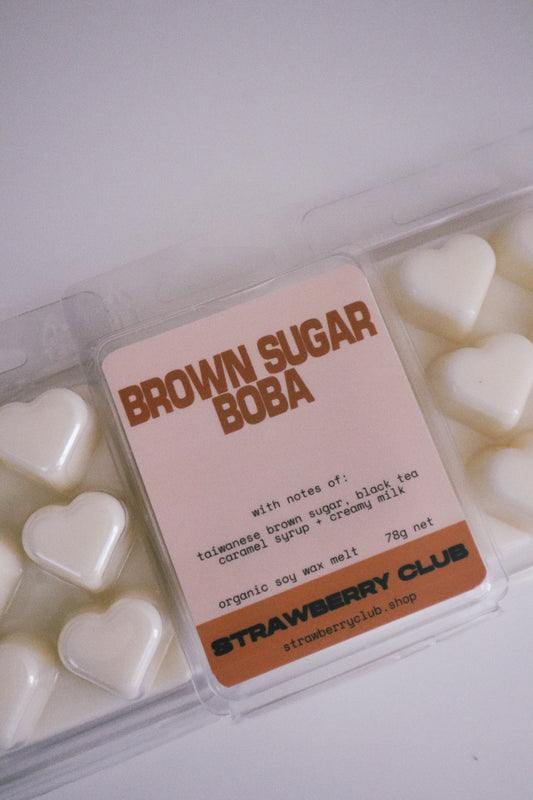 BROWN SUGAR
BOBA
with notes of:
taiwanese brown sugar, black tea
caramel syrup + creamy milk
organic soy wax melt 78g net
STRAWBERRY CLUB
strawberryclub.shop